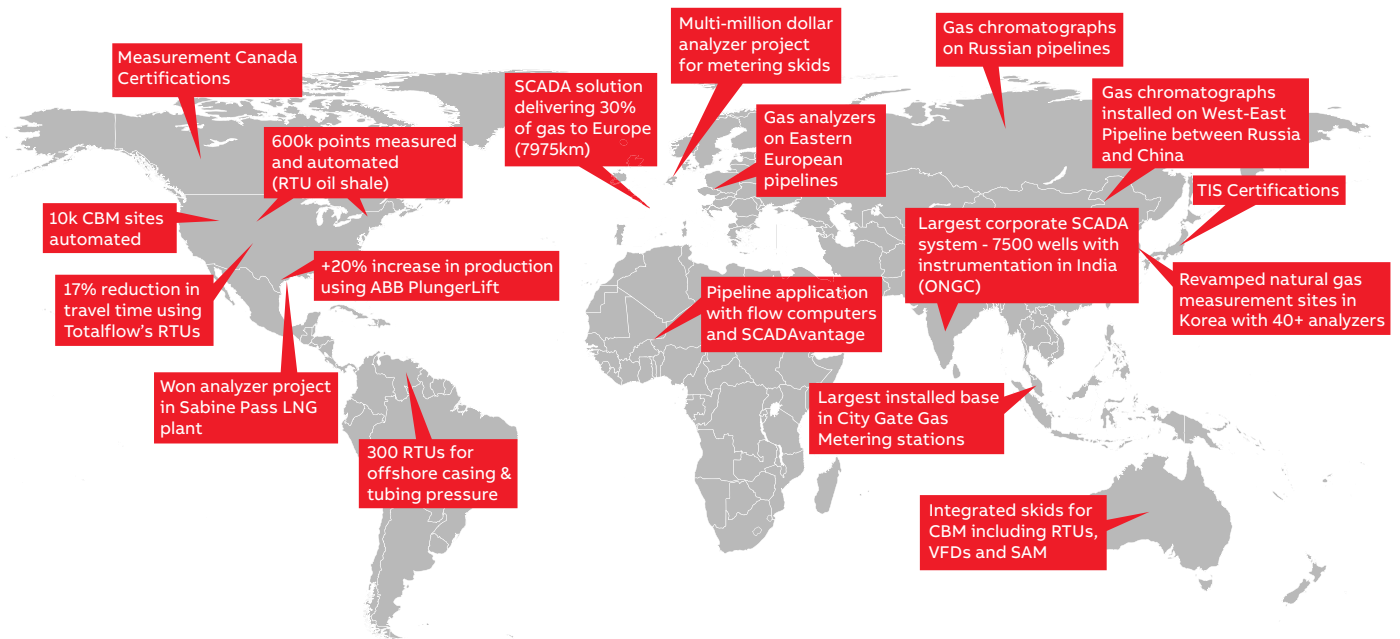 Measurement Canada
Certifications
600k points measured
and automated
(RTU oil shale)
10k CBM sites
automated
17% reduction in
travel time using
Totalflow's RTUs
+20% increase in production
using ABB PlungerLift
Won analyzer project
in Sabine Pass LNG
plant
300 RTUs for
offshore casing &
tubing pressure
SCADA solution
delivering 30%
of gas to Europe
(7975km)
Multi-million dollar
analyzer project
for metering skids
Gas analyzers
on Eastern
European
pipelines
Gas chromatographs
on Russian pipelines
Gas chromatographs
installed on West-East
Pipeline between Russia
and China
TIS Certifications
Largest corporate SCADA
system - 7500 wells with
instrumentation in India
(ONGC)
Revamped natural gas
measurement sites in
Korea with 40+ analyzers
Pipeline application
with flow computers
and SCADAvantage
Largest installed base
in City Gate Gas
Metering stations
Integrated skids for
CBM including RTUs,
VFDs and SAM